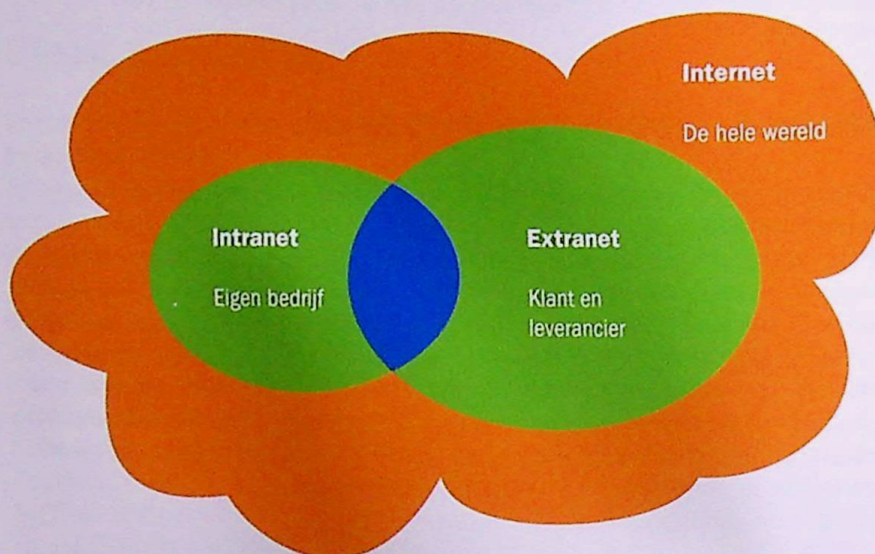 Internet
De hele wereld
Intranet
Eigen bedrijf
Extranet
Klant en
leverancier